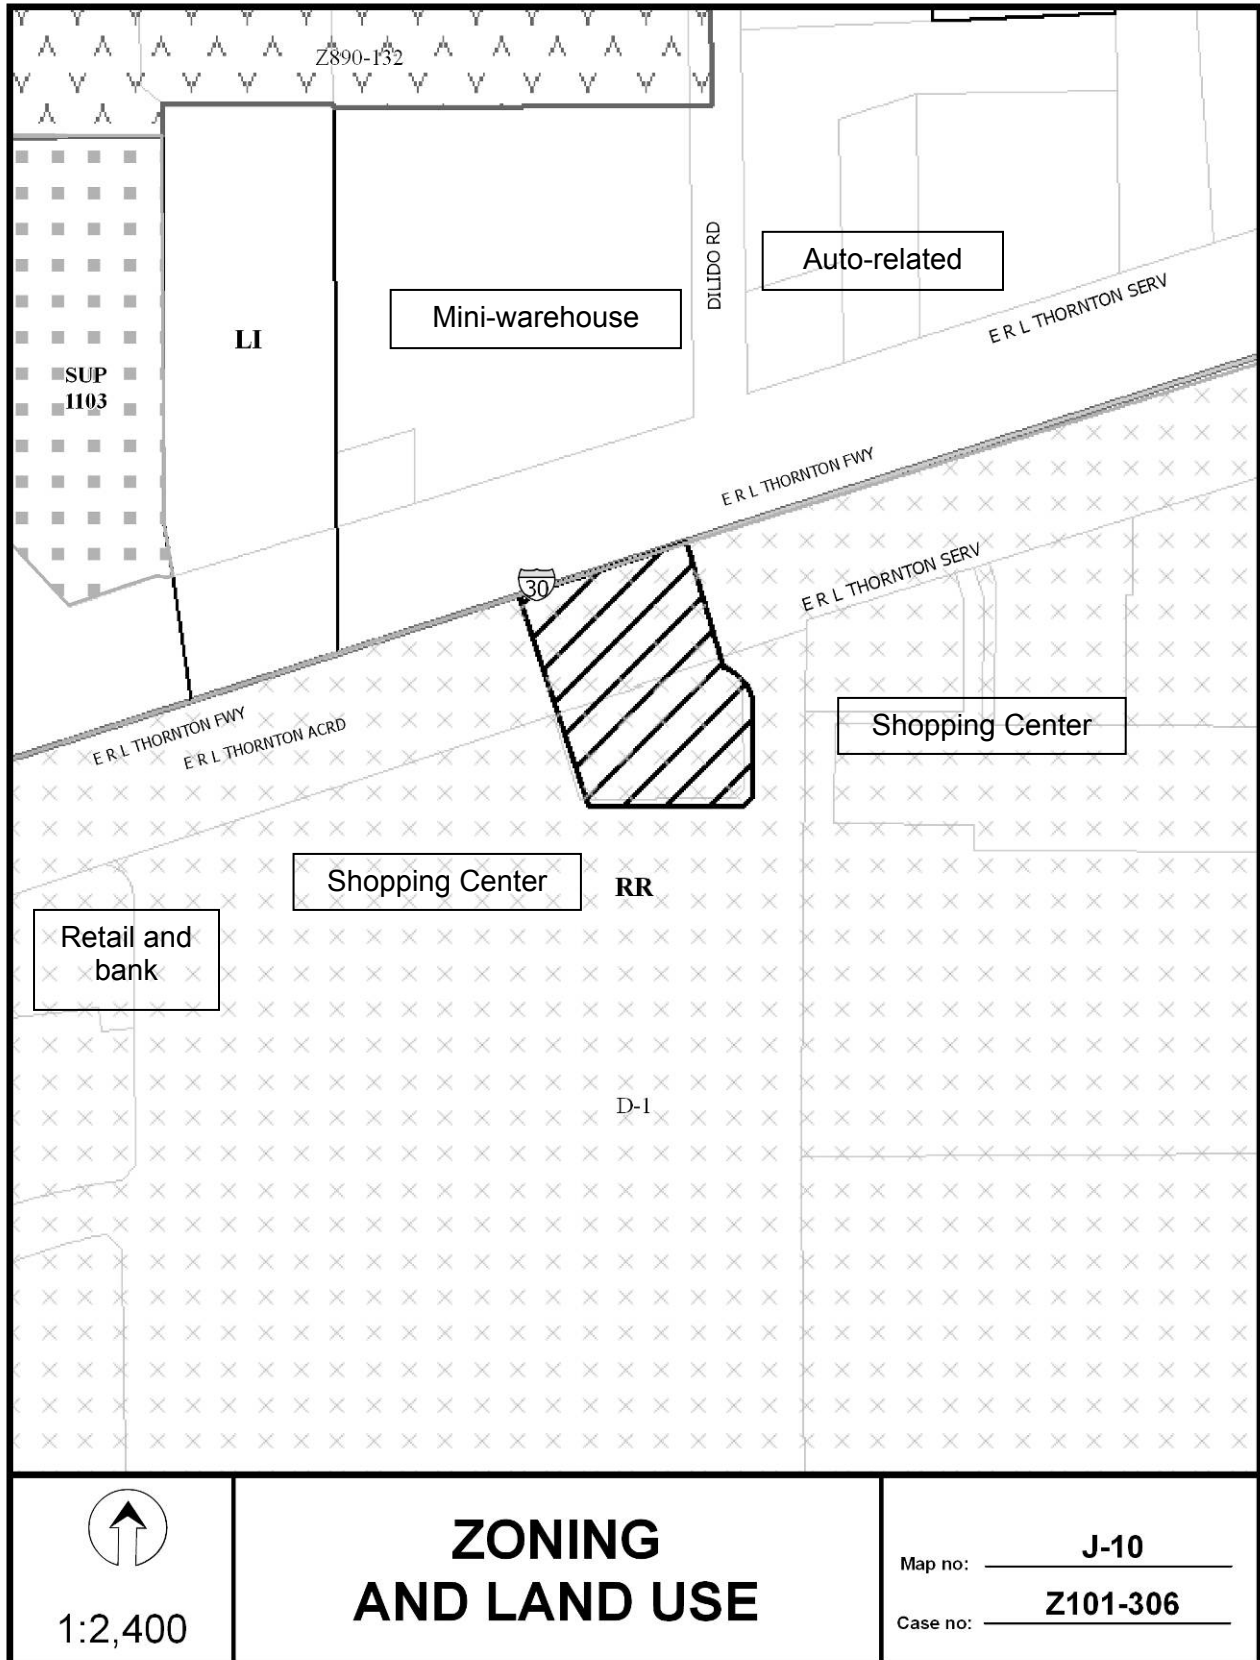 Z890-132
DILIDO RD
Auto-related
E R L THORNTON SERV
Mini-warehouse
LI
SUP
1103
E R L THORNTON FWY
30
E R L THORNTON SERV
E R L THORNTON FWY
E R L THORNTON ACRD
Shopping Center
Shopping Center
RR
Retail and
bank
D-1
1:2,400
ZONING
AND LAND USE
Map no: J-10
Case no: Z101-306